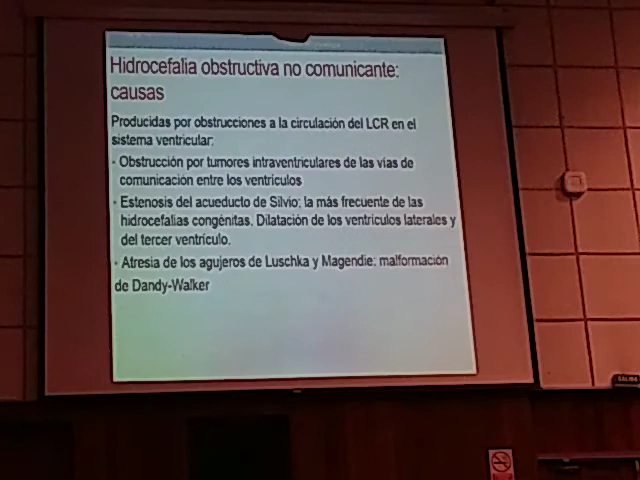 Hidrocefalia obstructiva no comunicante:
causas
Producidas por obstrucciones a la circulación del LCR en el
sistema ventricular:
- Obstrucción por tumores intraventriculares de las vías de
comunicación entre los ventrículos
- Estenosis del acueducto de Silvio: la más frecuente de las
hidrocefalias congénitas. Dilatación de los ventrículos laterales y
del tercer ventrículo.
- Atresia de los agujeros de Luschka y Magendie: malformación
de Dandy-Walker
SALIDA